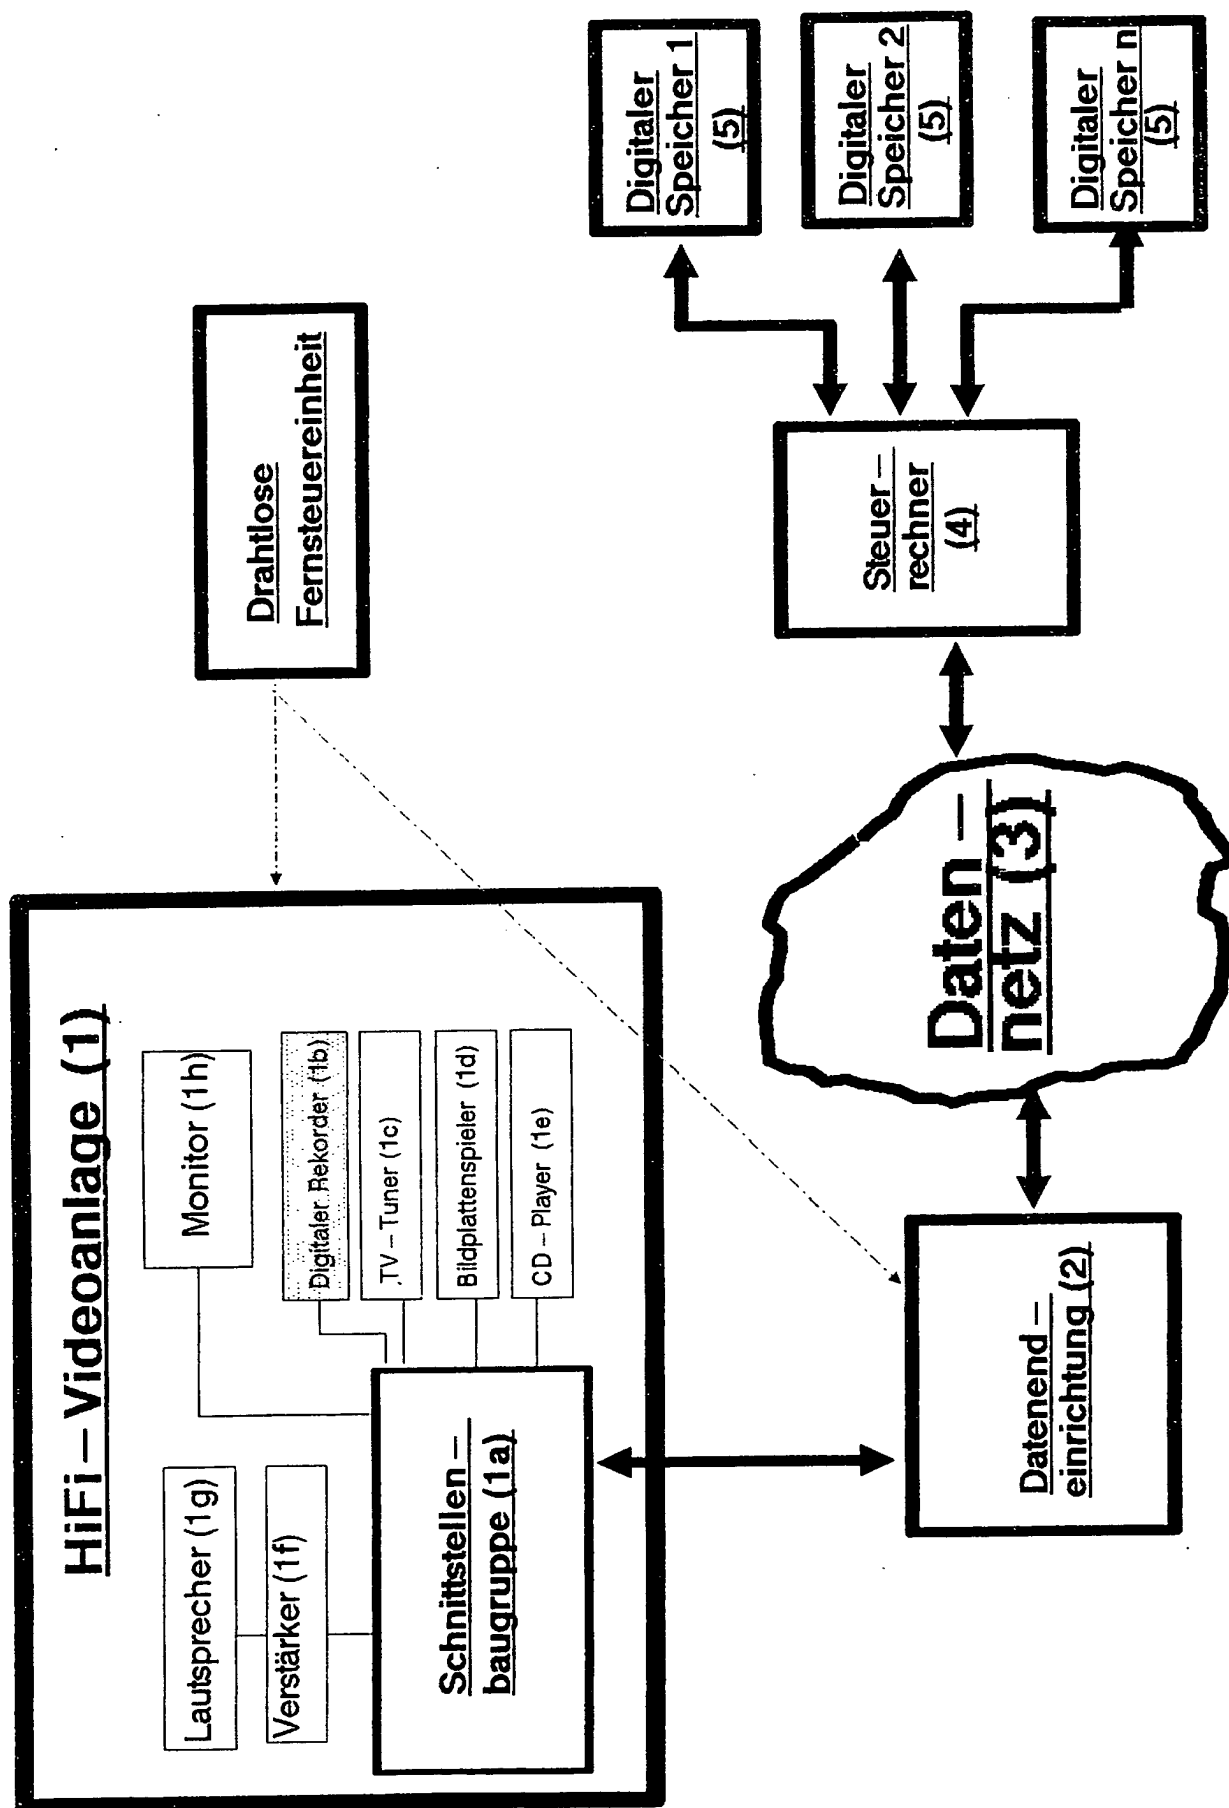 HiFi–Videoanlage (1)
Lautsprecher (1g)
Verstärker (1f)
Monitor (1h)
Digitaler Rekorder (1b)
TV–Tuner (1c)
Bildplattenspieler (1d)
CD–Player (1e)
Schnittstellen–
baugruppe (1a)
Drahtlose
Fernsteuereinheit
Datenend–
einrichtung (2)
Daten–
netz (3)
Steuer–
rechner
(4)
Digitaler
Speicher 1
(5)
Digitaler
Speicher 2
(5)
Digitaler
Speicher n
(5)